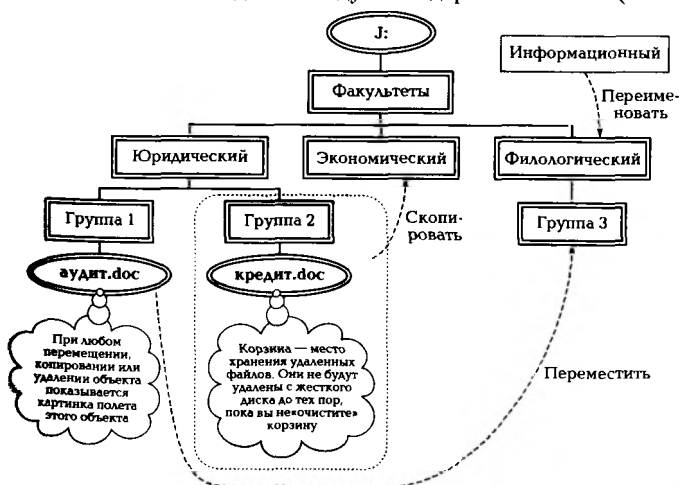 J:
Информационный
Факультеты
Переиме-
новать
Юридический
Экономический
Филологический
Группа 1
Группа 2
Скопи-
ровать
Группа 3
аудит.doc
кредит.doc
При любом
перемещении,
копировании или
удалении объекта
показывается
картинка полета
этого объекта
Корзина — место
хранения удаленных
файлов. Они не будут
удалены с жесткого
диска до тех пор,
пока вы не «очистите»
корзину
Переместить